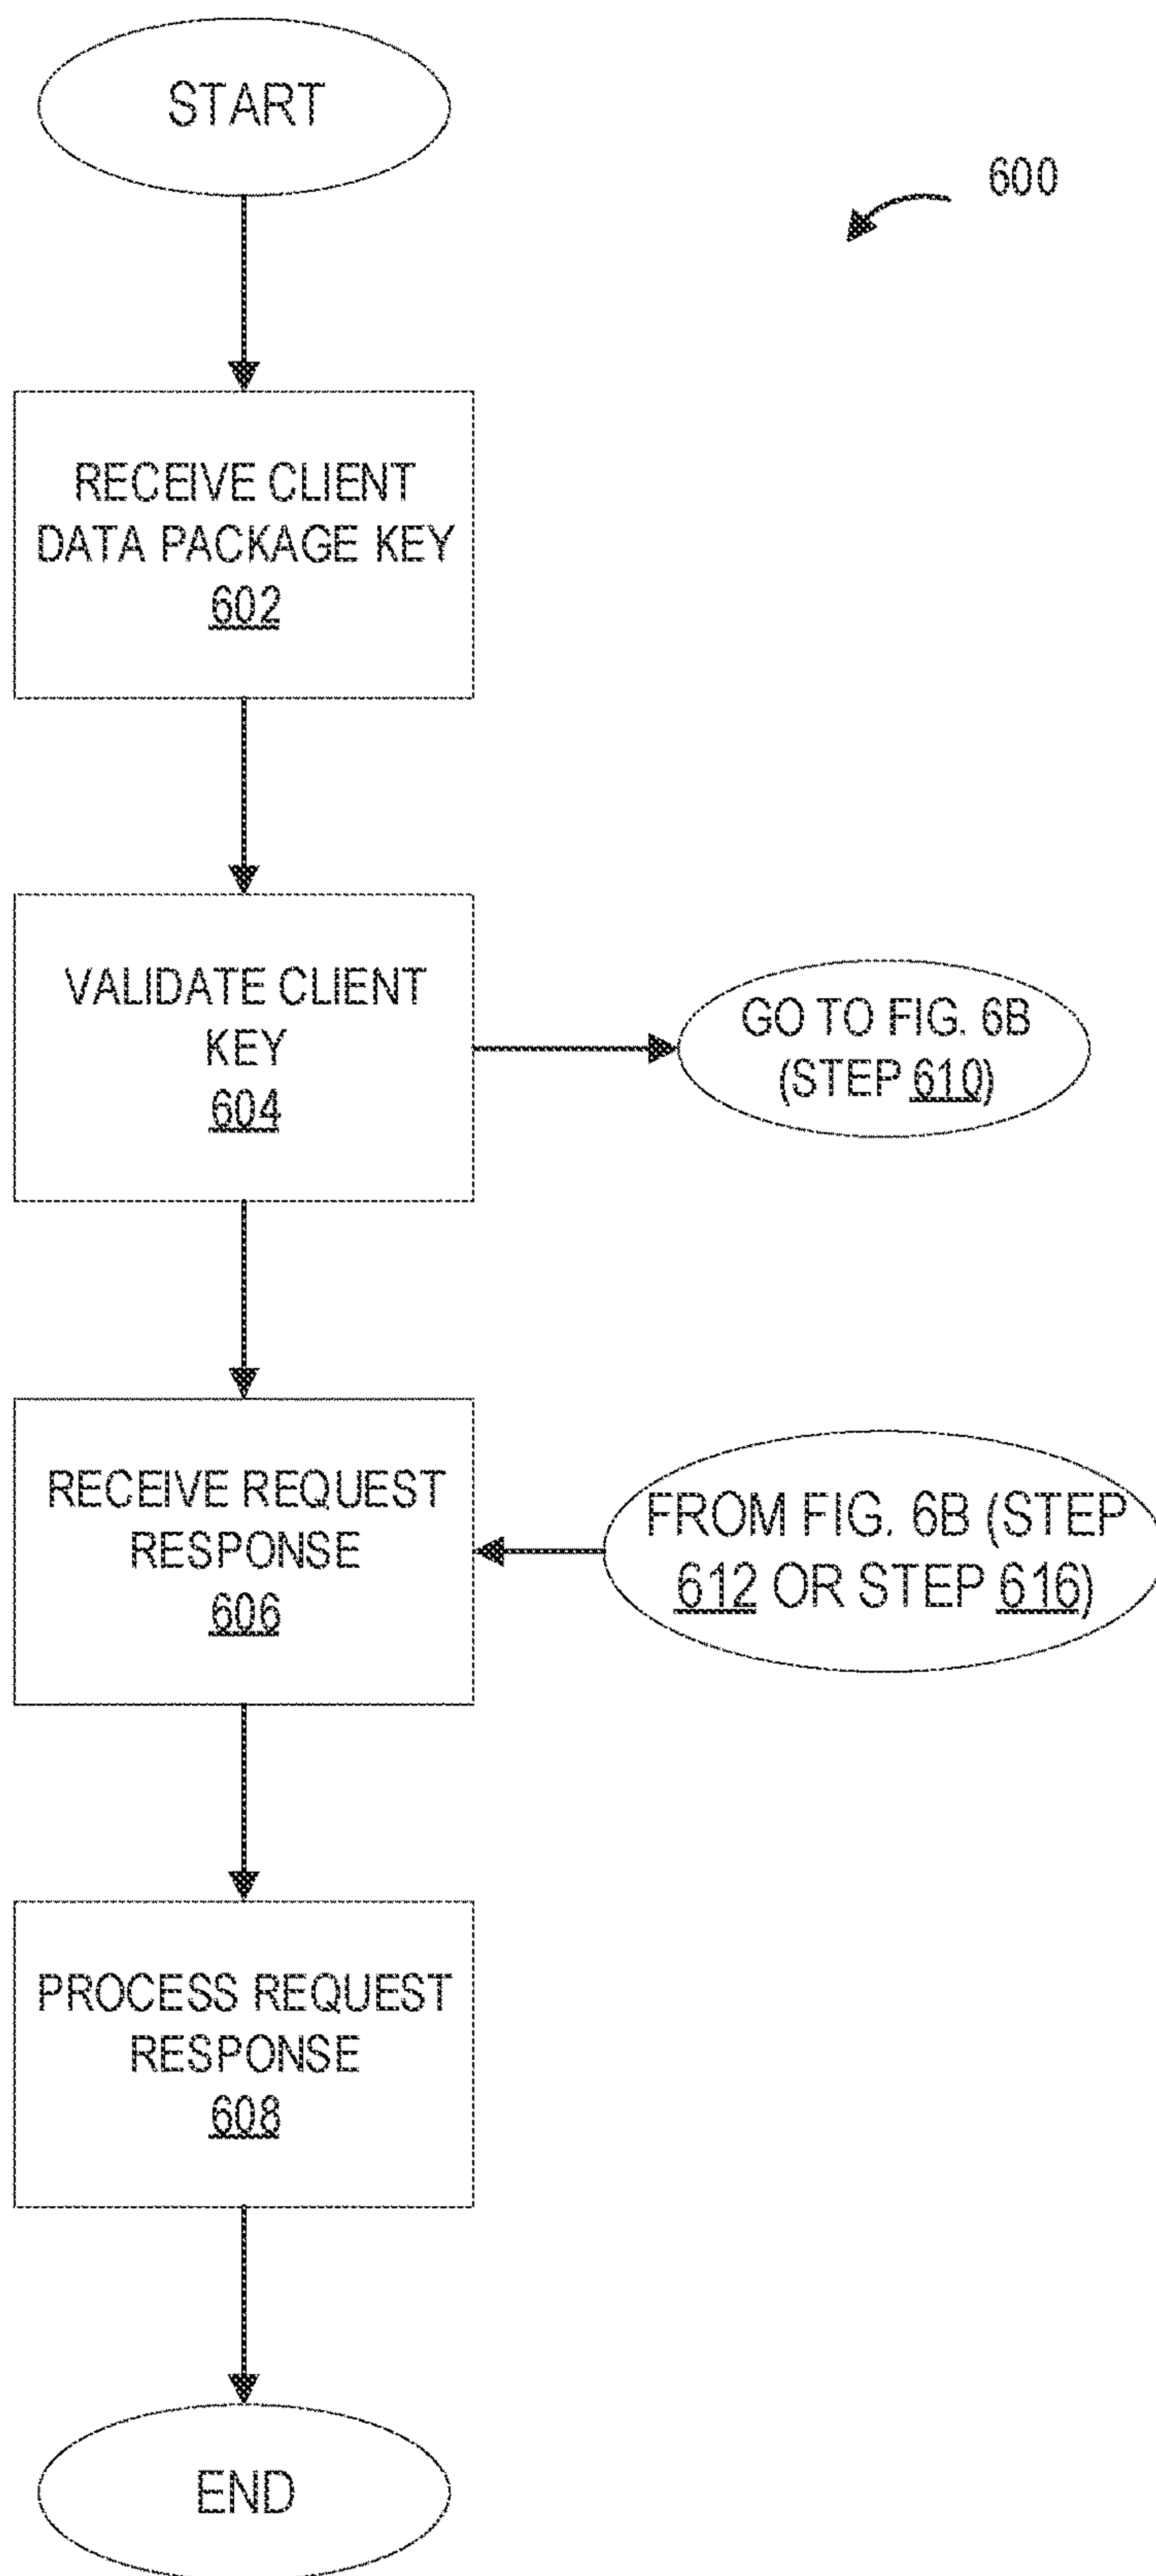 START
600
RECEIVE CLIENT
DATA PACKAGE KEY
602
VALIDATE CLIENT
KEY
604
GO TO FIG. 6B
(STEP 610)
RECEIVE REQUEST
RESPONSE
606
FROM FIG. 6B (STEP
612 OR STEP 616)
PROCESS REQUEST
RESPONSE
608
END